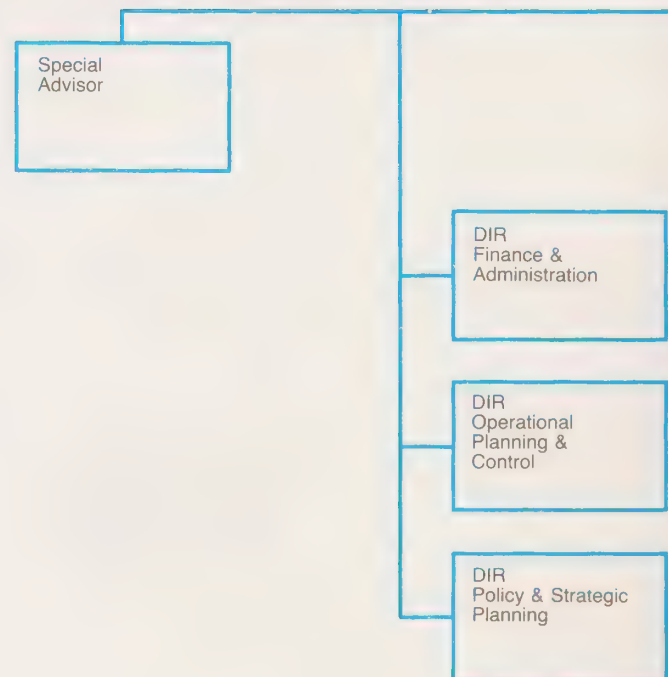 Special
Advisor
DIR
Finance &
Administration
DIR
Operational
Planning &
Control
DIR
Policy & Strategic
Planning